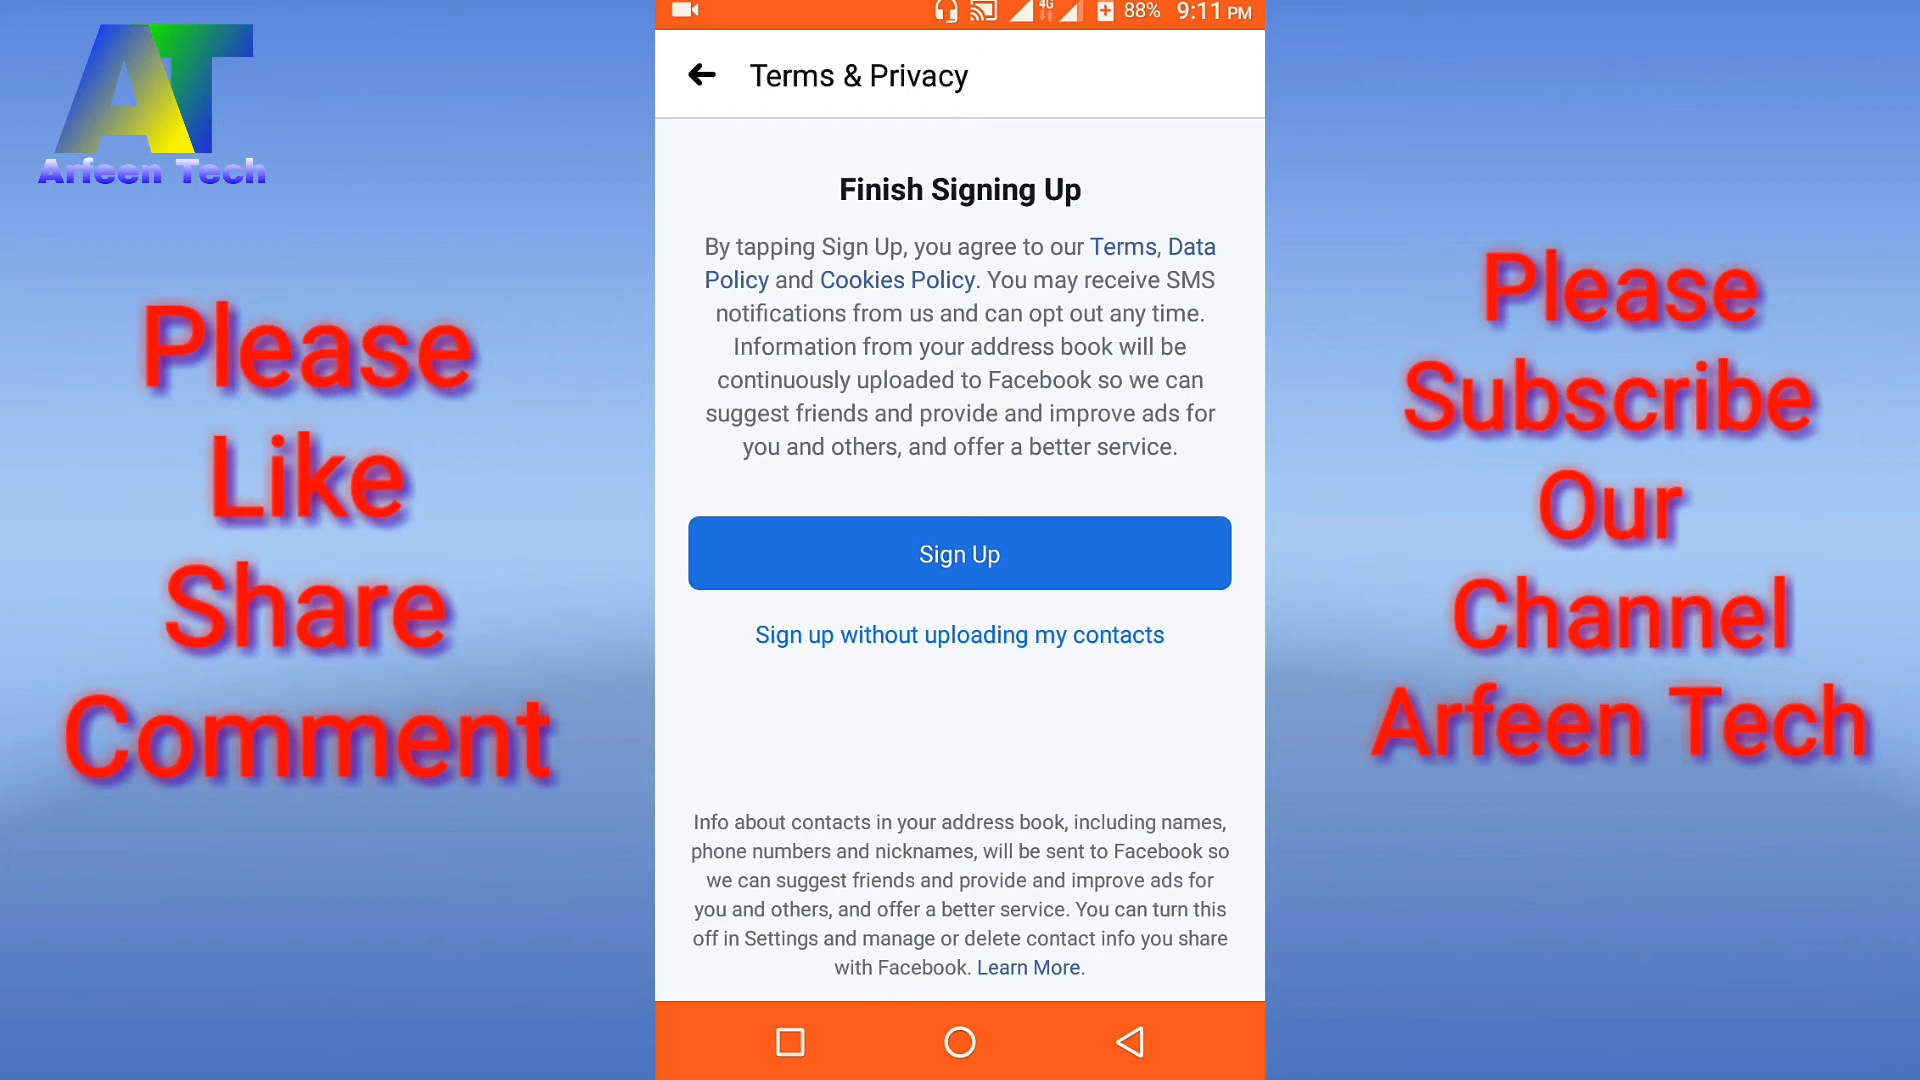 4G 88% 9:11 PM
AT
Arfeen Tech
Terms & Privacy
Finish Signing Up
By tapping Sign Up, you agree to our Terms, Data
Policy and Cookies Policy. You may receive SMS
notifications from us and can opt out any time.
Information from your address book will be
continuously uploaded to Facebook so we can
suggest friends and provide and improve ads for
you and others, and offer a better service.
Sign Up
Sign up without uploading my contacts
Info about contacts in your address book, including names,
phone numbers and nicknames, will be sent to Facebook so
we can suggest friends and provide and improve ads for
you and others, and offer a better service. You can turn this
off in Settings and manage or delete contact info you share
with Facebook. Learn More.
Please
Like
Share
Comment
Please
Subscribe
Our
Channel
Arfeen Tech